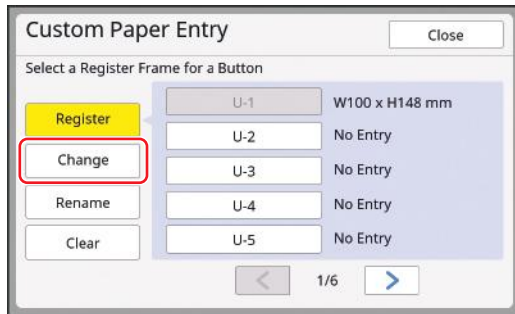 Custom Paper Entry
Close
Select a Register Frame for a Button
Register
Change
Rename
Clear
U-1 W100 x H148 mm
U-2 No Entry
U-3 No Entry
U-4 No Entry
U-5 No Entry
1/6